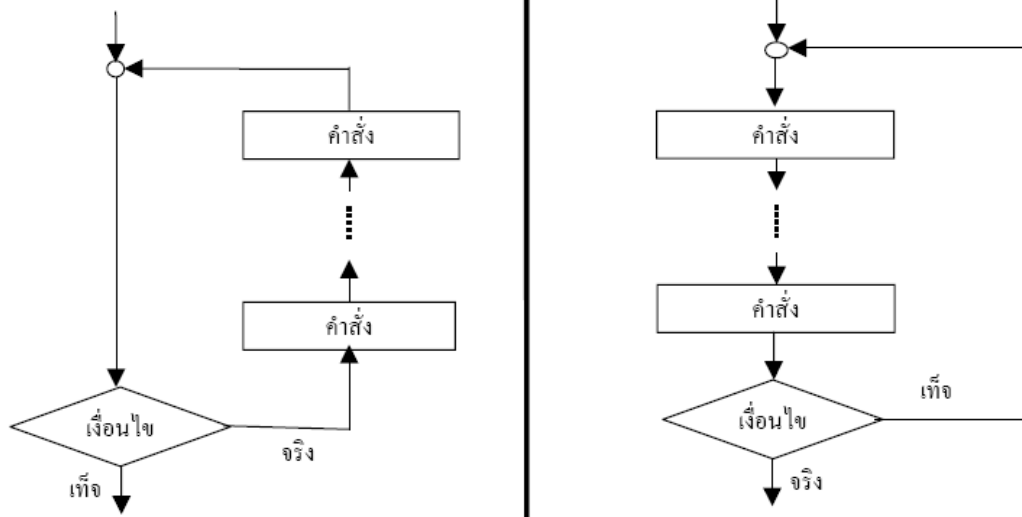 คำสั่ง
คำสั่ง
เงื่อนไข
จริง
เท็จ
คำสั่ง
คำสั่ง
เงื่อนไข
เท็จ
จริง